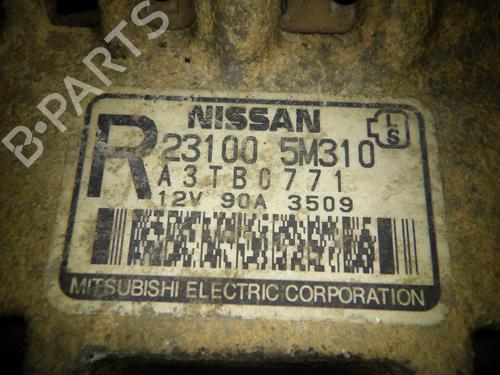 NISSAN
L
S
R
23100 5M310
A3TB0771
12V 90A 3509
MITSUBISHI ELECTRIC CORPORATION
B-PARTS